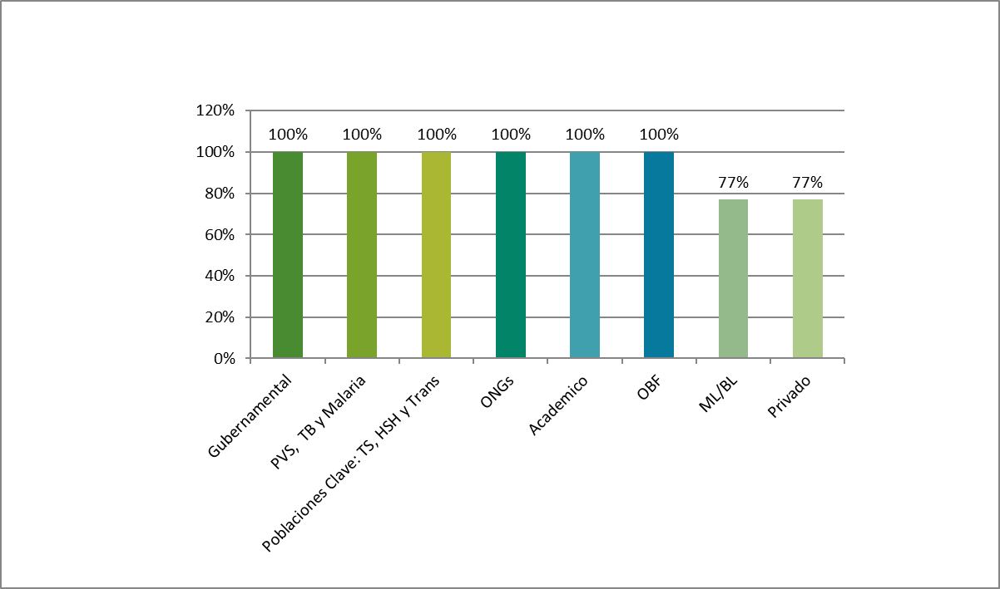 120%
100%
80%
60%
40%
20%
0%
100%
100%
100%
100%
100%
100%
77%
77%
Gubernamental
PVS, TB y Malaria
Poblaciones Clave: TS, HSH y Trans
ONGs
Academico
OBF
ML/BL
Privado